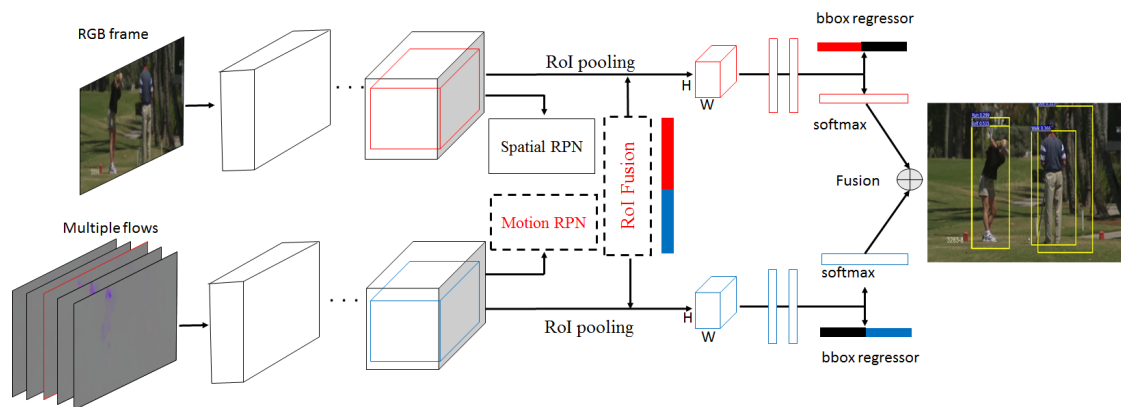 RGB frame
. . .
RoI pooling
H
W
bbox regressor
softmax
Spatial RPN
Motion RPN
RoI Fusion
Fusion
Multiple flows
. . .
RoI pooling
H
W
softmax
bbox regressor